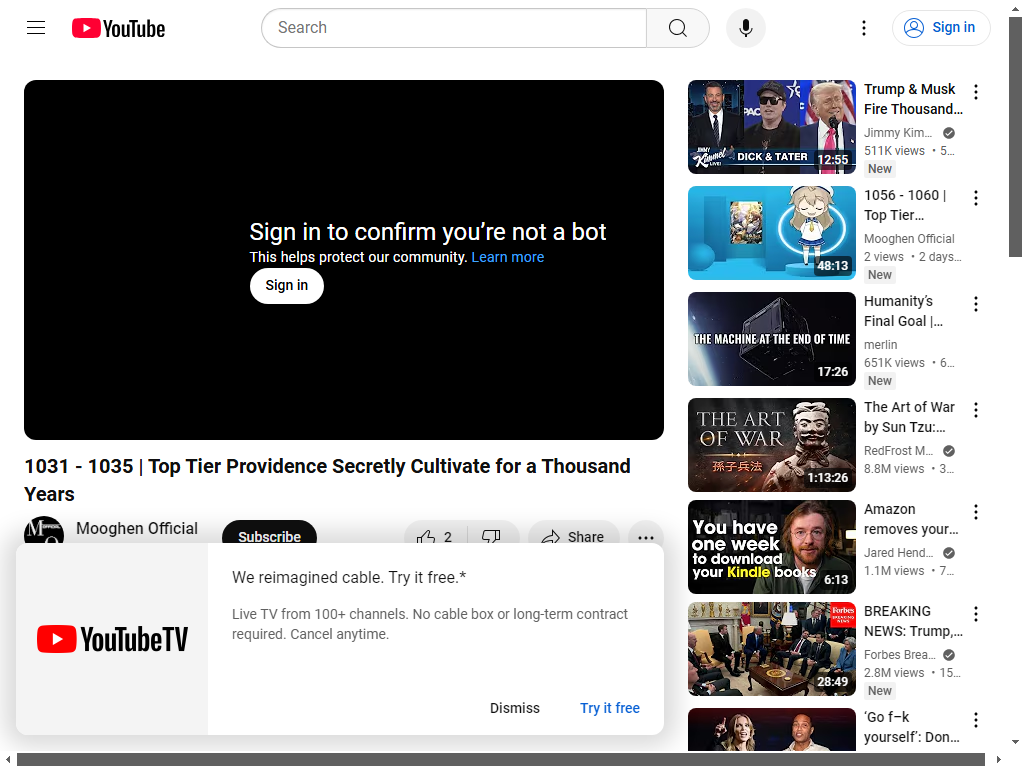 YouTube
Search
Sign in
Sign in to confirm you’re not a bot
This helps protect our community. Learn more
Sign in
1031 - 1035 | Top Tier Providence Secretly Cultivate for a Thousand
Years
Mooghen Official
Subscribe
2
Share
YouTubeTV
We reimagined cable. Try it free.*
Live TV from 100+ channels. No cable box or long-term contract
required. Cancel anytime.
Dismiss
Try it free
JIMMY
Kimmel
LIVE!
DICK & TATER
12:55
Trump & Musk
Fire Thousand…
Jimmy Kim…
511K views • 5…
New
48:13
1056 - 1060 |
Top Tier…
Mooghen Official
2 views • 2 days…
New
THE MACHINE AT THE END OF TIME
17:26
Humanity’s
Final Goal |…
merlin
651K views • 6…
New
THE ART
OF WAR
孫子兵法
1:13:26
The Art of War
by Sun Tzu:…
RedFrost M…
8.8M views • 3…
You have
one week
to download
your Kindle books
6:13
Amazon
removes your…
Jared Hend…
1.1M views • 7…
Forbes
BREAKING
NEWS
28:49
BREAKING
NEWS: Trump,…
Forbes Brea…
2.8M views • 15…
New
‘Go f–k
yourself’: Don…